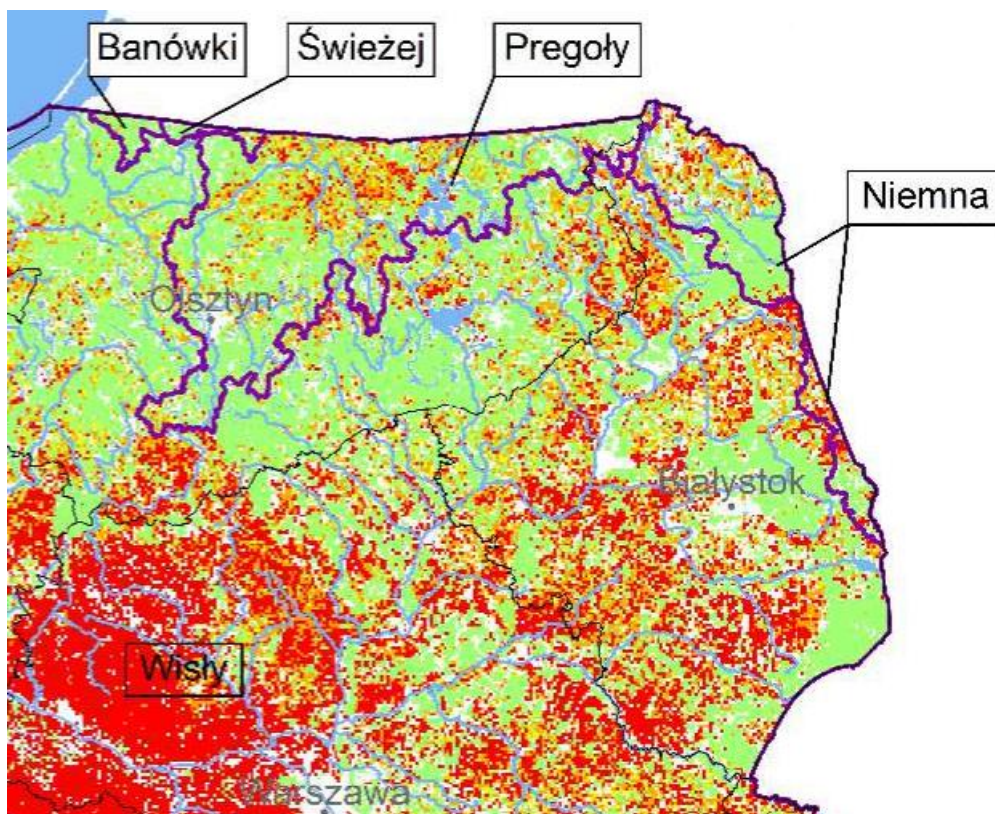 Banówki
Świeżej
Pregoły
Niemna
Olsztyn
Białystok
Wisły
Warszawa